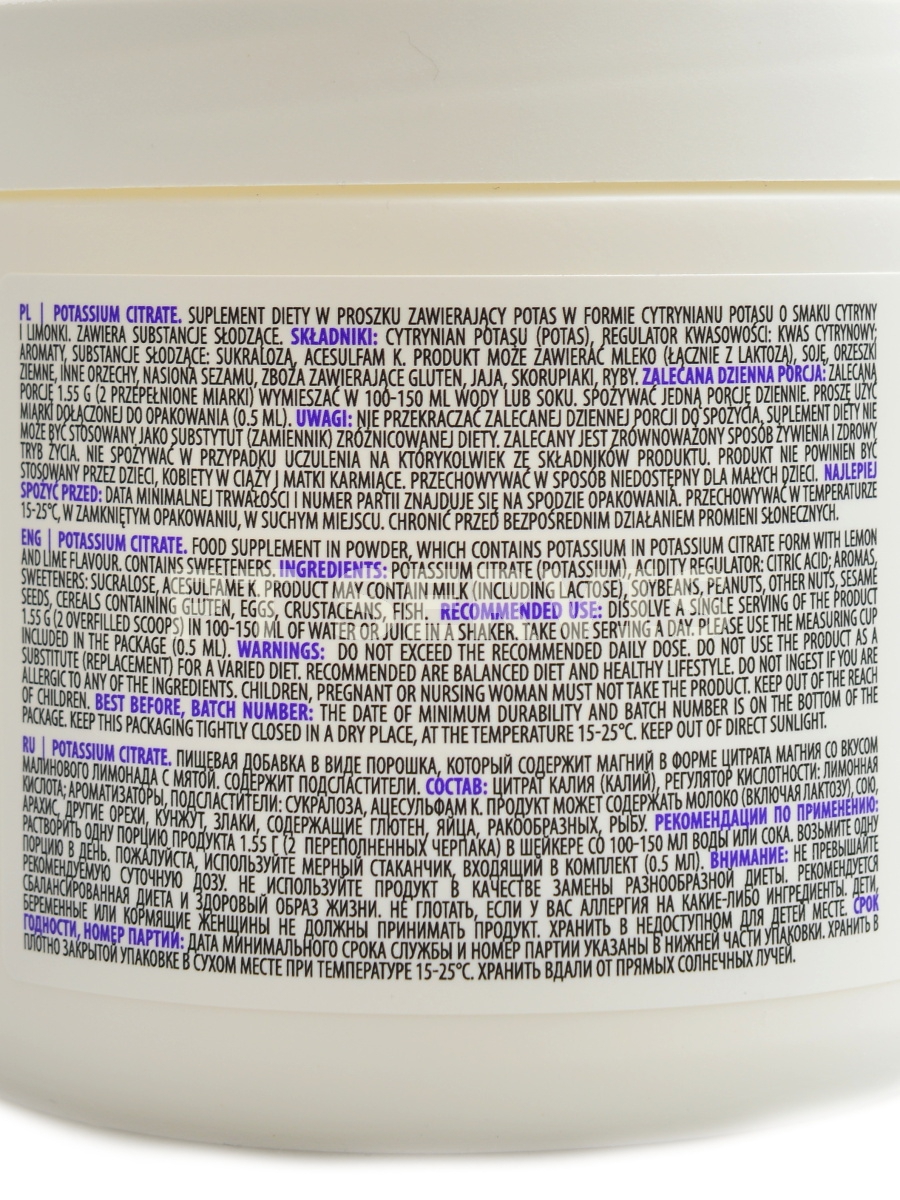 PL | POTASSIUM CITRATE. SUPLEMENT DIETY W PROSZKU ZAWIERAJĄCY POTAS W FORMIE CYTRYNIANU POTASU O SMAKU CYTRYNY
I LIMONKI. ZAWIERA SUBSTANCJE SŁODZĄCE. SKŁADNIKI: CYTRYNIAN POTASU (POTAS), REGULATOR KWASOWOŚCI: KWAS CYTRYNOWY;
AROMATY, SUBSTANCJE SŁODZĄCE: SUKRALOZA, ACESULFAM K. PRODUKT MOŻE ZAWIERAĆ MLEKO (ŁĄCZNIE Z LAKTOZĄ), SOJĘ, ORZESZKI
ZIEMNE, INNE ORZECHY, NASIONA SEZAMU, ZBOŻA ZAWIERAJĄCE GLUTEN, JAJA, SKORUPIAKI, RYBY. ZALECANA DZIENNA PORCJA: ZALECANĄ
PORCJĘ 1.55 G (2 PRZEPEŁNIONE MIARKI) WYMIESZAĆ W 100-150 ML WODY LUB SOKU. SPOŻYWAĆ JEDNĄ PORCJĘ DZIENNIE. PROSZĘ UŻYĆ
MIARKI DOŁĄCZONEJ DO OPAKOWANIA (0.5 ML). UWAGI: NIE PRZEKRACZAĆ ZALECANEJ DZIENNEJ PORCJI DO SPOŻYCIA, SUPLEMENT DIETY NIE
MOŻE BYĆ STOSOWANY JAKO SUBSTYTUT (ZAMIENNIK) ZRÓŻNICOWANEJ DIETY. ZALECANY JEST ZRÓWNOWAŻONY SPOSÓB ŻYWIENIA I ZDROWY
TRYB ŻYCIA. NIE SPOŻYWAĆ W PRZYPADKU UCZULENIA NA KTÓRYKOLWIEK ZE SKŁADNIKÓW PRODUKTU. PRODUKT NIE POWINIEN BYĆ
STOSOWANY PRZEZ DZIECI, KOBIETY W CIĄŻY I MATKI KARMIĄCE. PRZECHOWYWAĆ W SPOSÓB NIEDOSTĘPNY DLA MAŁYCH DZIECI. NAJLEPIEJ
SPOŻYĆ PRZED: DATA MINIMALNEJ TRWAŁOŚCI I NUMER PARTII ZNAJDUJE SIĘ NA SPODZIE OPAKOWANIA. PRZECHOWYWAĆ W TEMPERATURZE
15-25°C, W ZAMKNIĘTYM OPAKOWANIU, W SUCHYM MIEJSCU. CHRONIĆ PRZED BEZPOŚREDNIM DZIAŁANIEM PROMIENI SŁONECZNYCH.
ENG | POTASSIUM CITRATE. FOOD SUPPLEMENT IN POWDER, WHICH CONTAINS POTASSIUM IN POTASSIUM CITRATE FORM WITH LEMON
AND LIME FLAVOUR. CONTAINS SWEETENERS. INGREDIENTS: POTASSIUM CITRATE (POTASSIUM), ACIDITY REGULATOR: CITRIC ACID; AROMAS,
SWEETENERS: SUCRALOSE, ACESULFAME K. PRODUCT MAY CONTAIN MILK (INCLUDING LACTOSE), SOYBEANS, PEANUTS, OTHER NUTS, SESAME
SEEDS, CEREALS CONTAINING GLUTEN, EGGS, CRUSTACEANS, FISH. RECOMMENDED USE: DISSOLVE A SINGLE SERVING OF THE PRODUCT
1.55 G (2 OVERFILLED SCOOPS) IN 100-150 ML OF WATER OR JUICE IN A SHAKER. TAKE ONE SERVING A DAY. PLEASE USE THE MEASURING CUP
INCLUDED IN THE PACKAGE (0.5 ML). WARNINGS: DO NOT EXCEED THE RECOMMENDED DAILY DOSE. DO NOT USE THE PRODUCT AS A
SUBSTITUTE (REPLACEMENT) FOR A VARIED DIET. RECOMMENDED ARE BALANCED DIET AND HEALTHY LIFESTYLE. DO NOT INGEST IF YOU ARE
ALLERGIC TO ANY OF THE INGREDIENTS. CHILDREN, PREGNANT OR NURSING WOMAN MUST NOT TAKE THE PRODUCT. KEEP OUT OF THE REACH
OF CHILDREN. BEST BEFORE, BATCH NUMBER: THE DATE OF MINIMUM DURABILITY AND BATCH NUMBER IS ON THE BOTTOM OF THE
PACKAGE. KEEP THIS PACKAGING TIGHTLY CLOSED IN A DRY PLACE, AT THE TEMPERATURE 15-25°C. KEEP OUT OF DIRECT SUNLIGHT.
RU | POTASSIUM CITRATE. ПИЩЕВАЯ ДОБАВКА В ВИДЕ ПОРОШКА, КОТОРЫЙ СОДЕРЖИТ МАГНИЙ В ФОРМЕ ЦИТРАТА МАГНИЯ СО ВКУСОМ
МАЛИНОВОГО ЛИМОНАДА С МЯТОЙ. СОДЕРЖИТ ПОДСЛАСТИТЕЛИ. СОСТАВ: ЦИТРАТ КАЛИЯ (КАЛИЙ), РЕГУЛЯТОР КИСЛОТНОСТИ: ЛИМОННАЯ
КИСЛОТА; АРОМАТИЗАТОРЫ, ПОДСЛАСТИТЕЛИ: СУКРАЛОЗА, АЦЕСУЛЬФАМ К. ПРОДУКТ МОЖЕТ СОДЕРЖАТЬ МОЛОКО (ВКЛЮЧАЯ ЛАКТОЗУ), СОЮ,
АРАХИС, ДРУГИЕ ОРЕХИ, КУНЖУТ, ЗЛАКИ, СОДЕРЖАЩИЕ ГЛЮТЕН, ЯЙЦА, РАКООБРАЗНЫХ, РЫБУ. РЕКОМЕНДАЦИИ ПО ПРИМЕНЕНИЮ:
РАСТВОРИТЬ ОДНУ ПОРЦИЮ ПРОДУКТА 1.55 Г (2 ПЕРЕПОЛНЕННЫХ ЧЕРПАКА) В ШЕЙКЕРЕ СО 100-150 МЛ ВОДЫ ИЛИ СОКА. ВОЗЬМИТЕ ОДНУ
ПОРЦИЮ В ДЕНЬ. ПОЖАЛУЙСТА, ИСПОЛЬЗУЙТЕ МЕРНЫЙ СТАКАНЧИК, ВХОДЯЩИЙ В КОМПЛЕКТ (0.5 МЛ). ВНИМАНИЕ: НЕ ПРЕВЫШАЙТЕ
РЕКОМЕНДУЕМУЮ СУТОЧНУЮ ДОЗУ. НЕ ИСПОЛЬЗУЙТЕ ПРОДУКТ В КАЧЕСТВЕ ЗАМЕНЫ РАЗНООБРАЗНОЙ ДИЕТЫ. РЕКОМЕНДУЕТСЯ
СБАЛАНСИРОВАННАЯ ДИЕТА И ЗДОРОВЫЙ ОБРАЗ ЖИЗНИ. НЕ ГЛОТАТЬ, ЕСЛИ У ВАС АЛЛЕРГИЯ НА КАКИЕ-ЛИБО ИНГРЕДИЕНТЫ. ДЕТИ,
БЕРЕМЕННЫЕ ИЛИ КОРМЯЩИЕ ЖЕНЩИНЫ НЕ ДОЛЖНЫ ПРИНИМАТЬ ПРОДУКТ. ХРАНИТЬ В НЕДОСТУПНОМ ДЛЯ ДЕТЕЙ МЕСТЕ. СРОК
ГОДНОСТИ, НОМЕР ПАРТИИ: ДАТА МИНИМАЛЬНОГО СРОКА СЛУЖБЫ И НОМЕР ПАРТИИ УКАЗАНЫ В НИЖНЕЙ ЧАСТИ УПАКОВКИ. ХРАНИТЬ В
ПЛОТНО ЗАКРЫТОЙ УПАКОВКЕ В СУХОМ МЕСТЕ ПРИ ТЕМПЕРАТУРЕ 15-25°C. ХРАНИТЬ ВДАЛИ ОТ ПРЯМЫХ СОЛНЕЧНЫХ ЛУЧЕЙ.